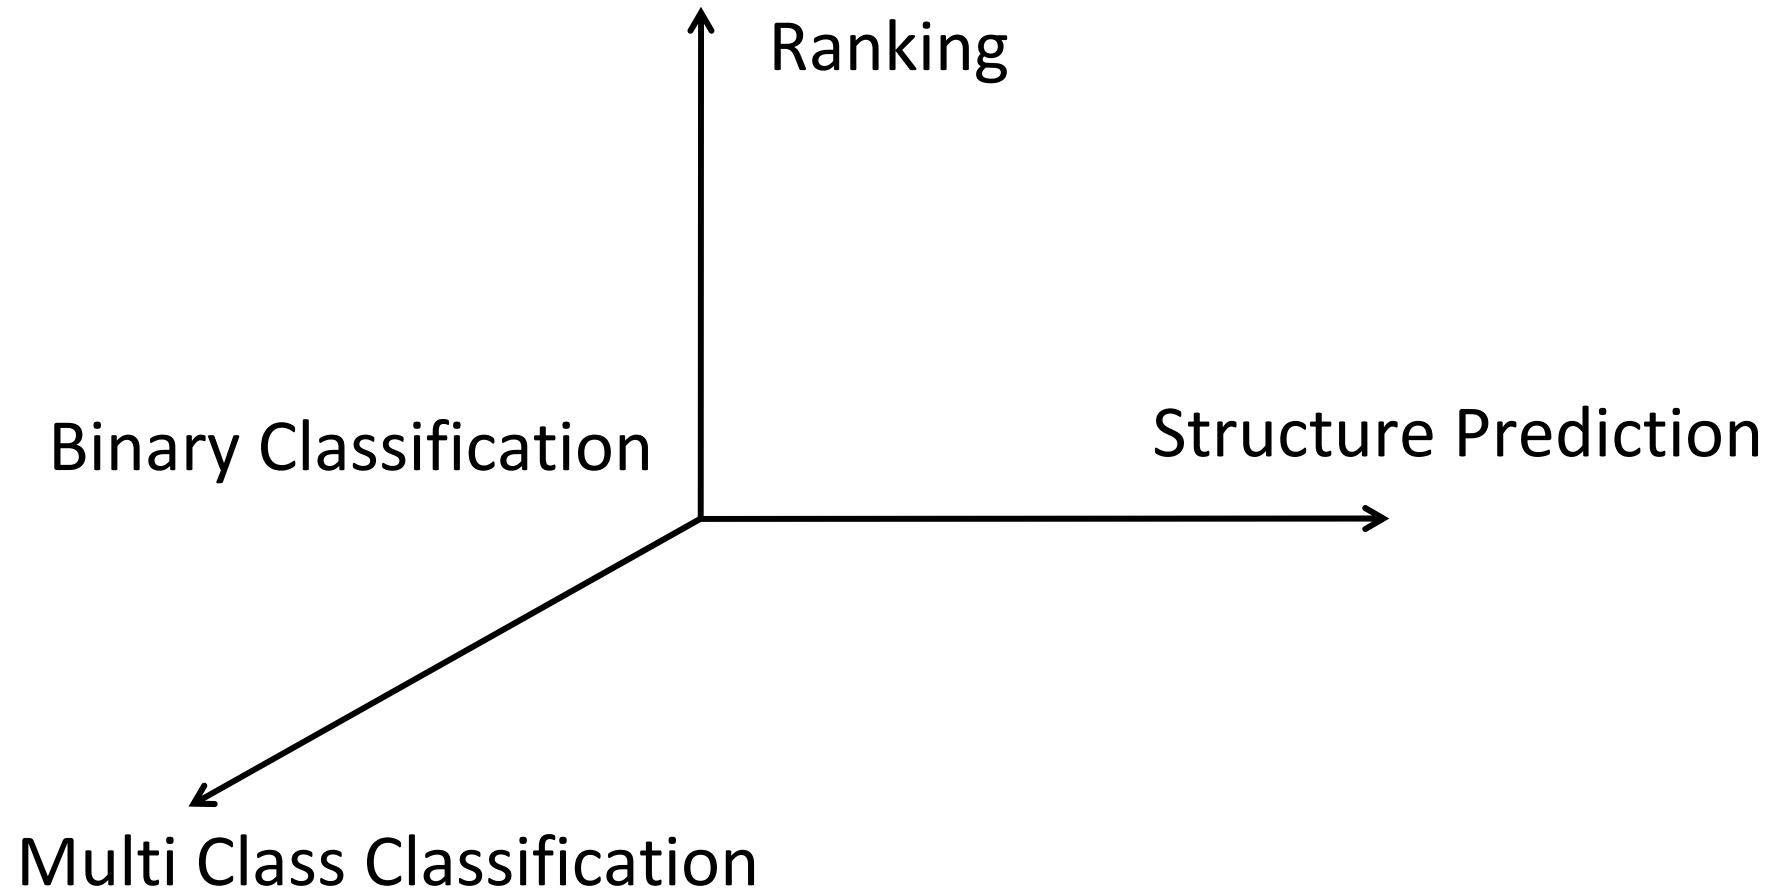 Ranking
Structure Prediction
Binary Classification
Multi Class Classification